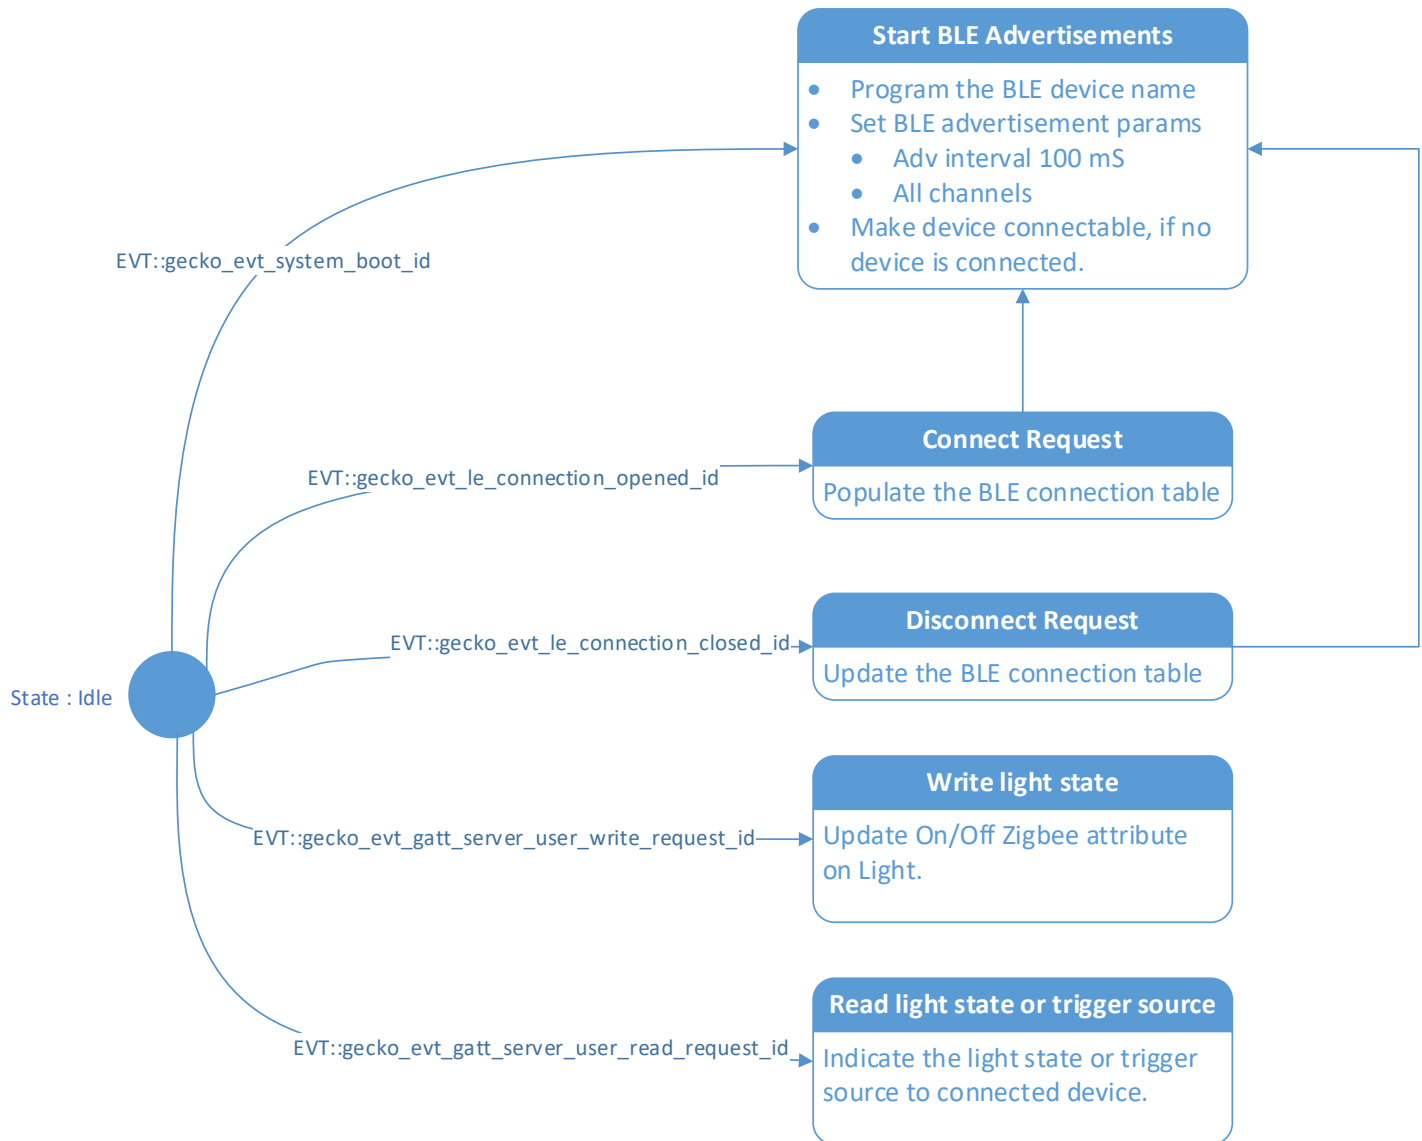 Start BLE Advertisements
• Program the BLE device name
• Set BLE advertisement params
• Adv interval 100 mS
• All channels
• Make device connectable, if no
device is connected.
EVT::gecko_evt_system_boot_id
Connect Request
EVT::gecko_evt_le_connection_opened_id
Populate the BLE connection table
Disconnect Request
EVT::gecko_evt_le_connection_closed_id
Update the BLE connection table
State : Idle
Write light state
EVT::gecko_evt_gatt_server_user_write_request_id
Update On/Off Zigbee attribute
on Light.
Read light state or trigger source
EVT::gecko_evt_gatt_server_user_read_request_id
Indicate the light state or trigger
source to connected device.